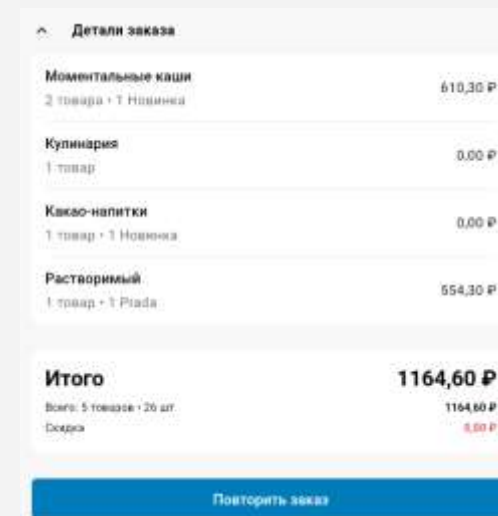 Детали заказа
Моментальные каши
610,30 ₽
2 товара • 1 Новинка
Кулинария
0,00 ₽
1 товар
Какао-напитки
0,00 ₽
1 товар • 1 Новинка
Растворимый
554,30 ₽
1 товар • 1 Prada
Итого
1164,60 ₽
Всего: 5 товаров • 26 шт
1164,60 ₽
Скидка
0,00 ₽
Повторить заказ